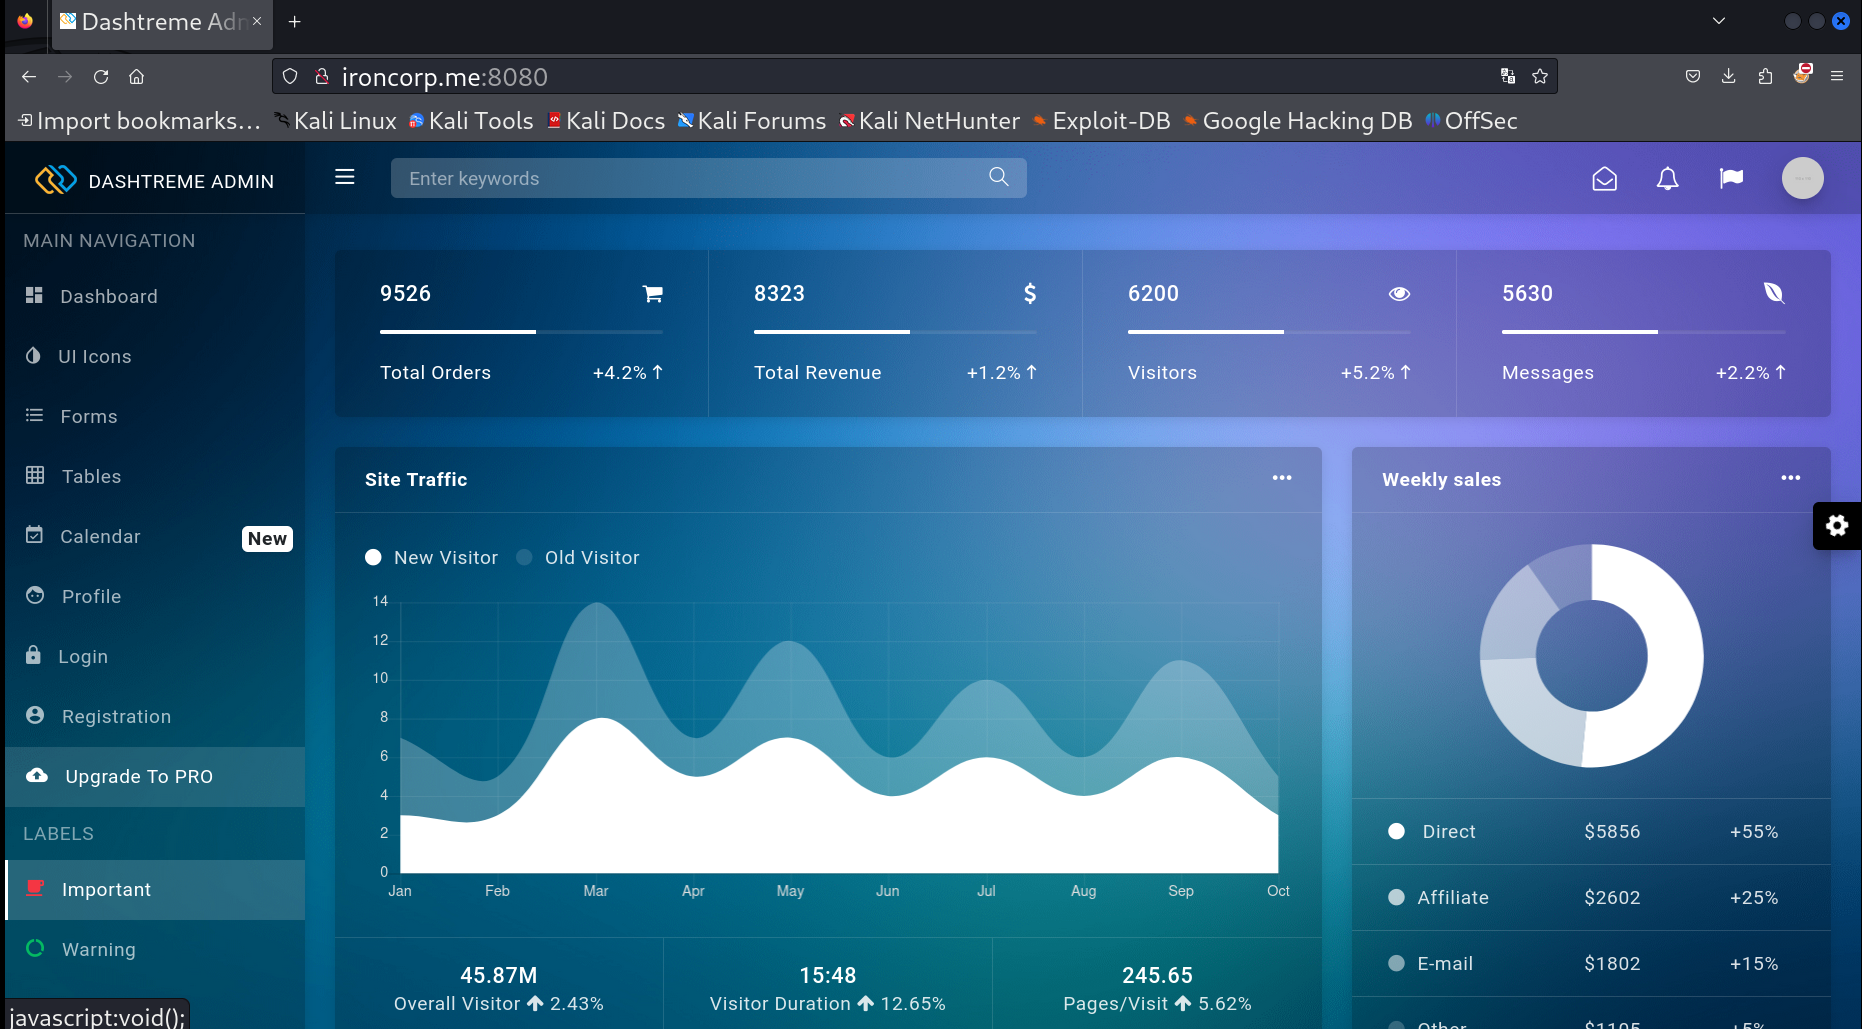 Dashtreme Adm
ironcorp.me:8080
Import bookmarks... Kali Linux Kali Tools Kali Docs Kali Forums Kali NetHunter Exploit-DB Google Hacking DB OffSec
DASHTREME ADMIN
Enter keywords
MAIN NAVIGATION
Dashboard
UI Icons
Forms
Tables
Calendar New
Profile
Login
Registration
Upgrade To PRO
LABELS
Important
Warning
javascript:void();
9526
Total Orders +4.2%
8323 $
Total Revenue +1.2%
6200
Visitors +5.2%
5630
Messages +2.2%
Site Traffic
New Visitor Old Visitor
14
12
10
8
6
4
2
0
Jan Feb Mar Apr May Jun Jul Aug Sep Oct
45.87M
Overall Visitor 2.43%
15:48
Visitor Duration 12.65%
245.65
Pages/Visit 5.62%
Weekly sales
Direct $5856 +55%
Affiliate $2602 +25%
E-mail $1802 +15%
Other $1105 +5%